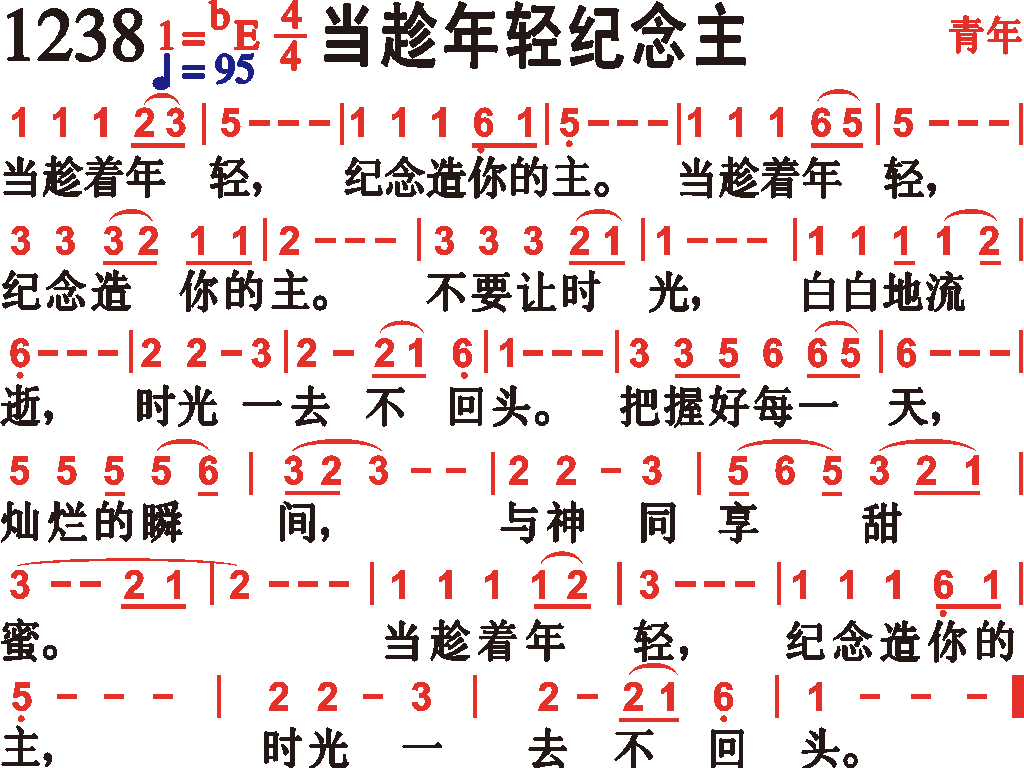 1238 1=bE 4/4 ♩=95 当趁年轻纪念主 青年
1 1 1 2 3 | 5 - - - | 1 1 1 6 1 | 5 - - - | 1 1 1 6 5 | 5 - - - |
当趁着年 轻, 纪念造你的主。 当趁着年 轻,
3 3 3 2 1 1 | 2 - - - | 3 3 3 2 1 | 1 - - - | 1 1 1 1 2 |
纪念造 你的主。 不要让时 光, 白白地流
6 - - - | 2 2 - 3 | 2 - 2 1 6 | 1 - - - | 3 3 5 6 6 5 | 6 - - - |
逝, 时光 一去 不 回头。 把握好每一 天,
5 5 5 5 6 | 3 2 3 - - | 2 2 - 3 | 5 6 5 3 2 1 |
灿烂的瞬 间, 与神 同 享 甜
3 - - 2 1 | 2 - - - | 1 1 1 1 2 | 3 - - - | 1 1 1 6 1 |
蜜。 当趁着年 轻, 纪念造你的
5 - - - | 2 2 - 3 | 2 - 2 1 6 | 1 - - -
主, 时光 一 去 不 回 头。